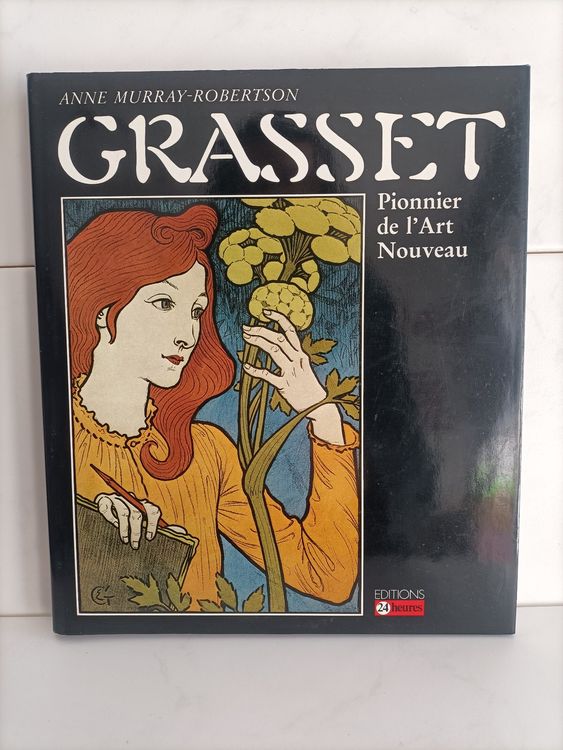 ANNE MURRAY-ROBERTSON
GRASSET
Pionnier
de l'Art
Nouveau
EDITIONS
24 heures